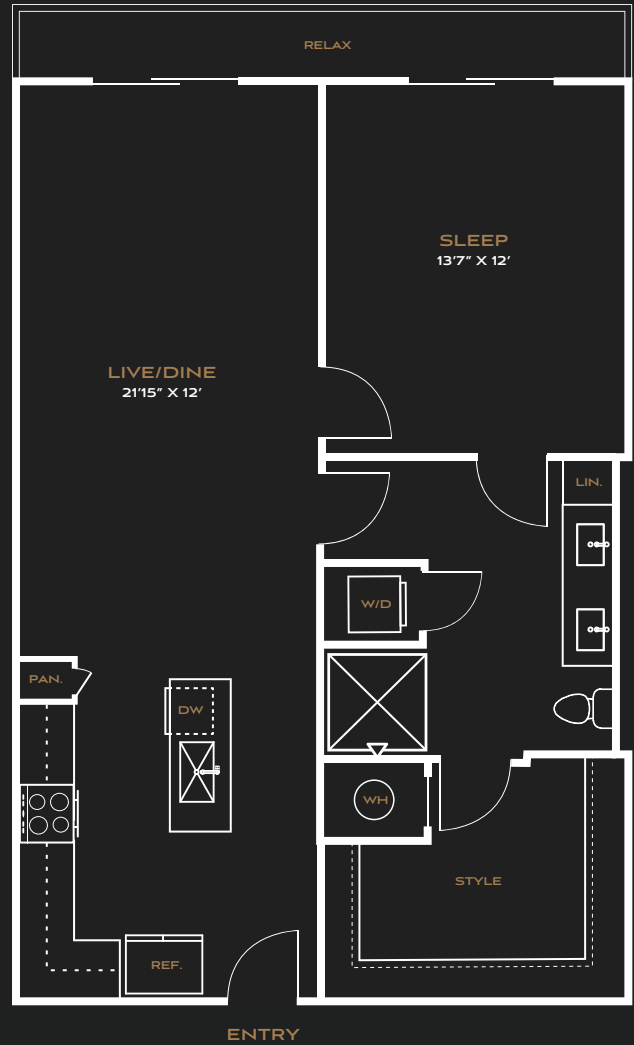 RELAX
SLEEP
13'7" X 12'
LIVE/DINE
21'15" X 12'
LIN.
W/D
PAN.
DW
WH
STYLE
REF.
ENTRY